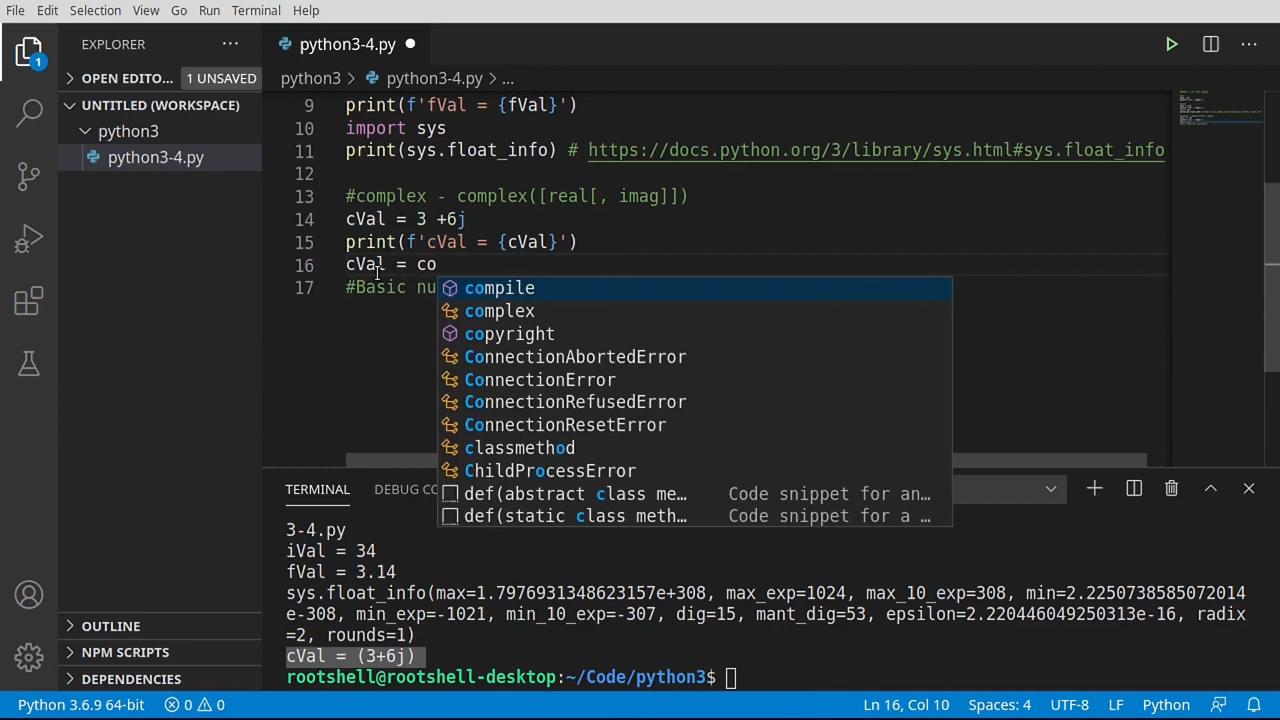 File Edit Selection View Go Run Terminal Help
EXPLORER
python3-4.py
1
OPEN EDITO... 1 UNSAVED
python3 > python3-4.py > ...
UNTITLED (WORKSPACE)
python3
python3-4.py
9 print(f'fVal = {fVal}')
10 import sys
11 print(sys.float_info) # https://docs.python.org/3/library/sys.html#sys.float_info
12
13 #complex - complex([real[, imag]])
14 cVal = 3 +6j
15 print(f'cVal = {cVal}')
16 cVal = co
17 #Basic nu
compile
complex
copyright
ConnectionAbortedError
ConnectionError
ConnectionRefusedError
ConnectionResetError
classmethod
ChildProcessError
def(abstract class me... Code snippet for an...
def(static class meth... Code snippet for a ...
TERMINAL DEBUG CO
3-4.py
iVal = 34
fVal = 3.14
sys.float_info(max=1.7976931348623157e+308, max_exp=1024, max_10_exp=308, min=2.2250738585072014
e-308, min_exp=-1021, min_10_exp=-307, dig=15, mant_dig=53, epsilon=2.220446049250313e-16, radix
=2, rounds=1)
cVal = (3+6j)
rootshell@rootshell-desktop:~/Code/python3$
OUTLINE
NPM SCRIPTS
DEPENDENCIES
Python 3.6.9 64-bit 0 0 Ln 16, Col 10 Spaces: 4 UTF-8 LF Python